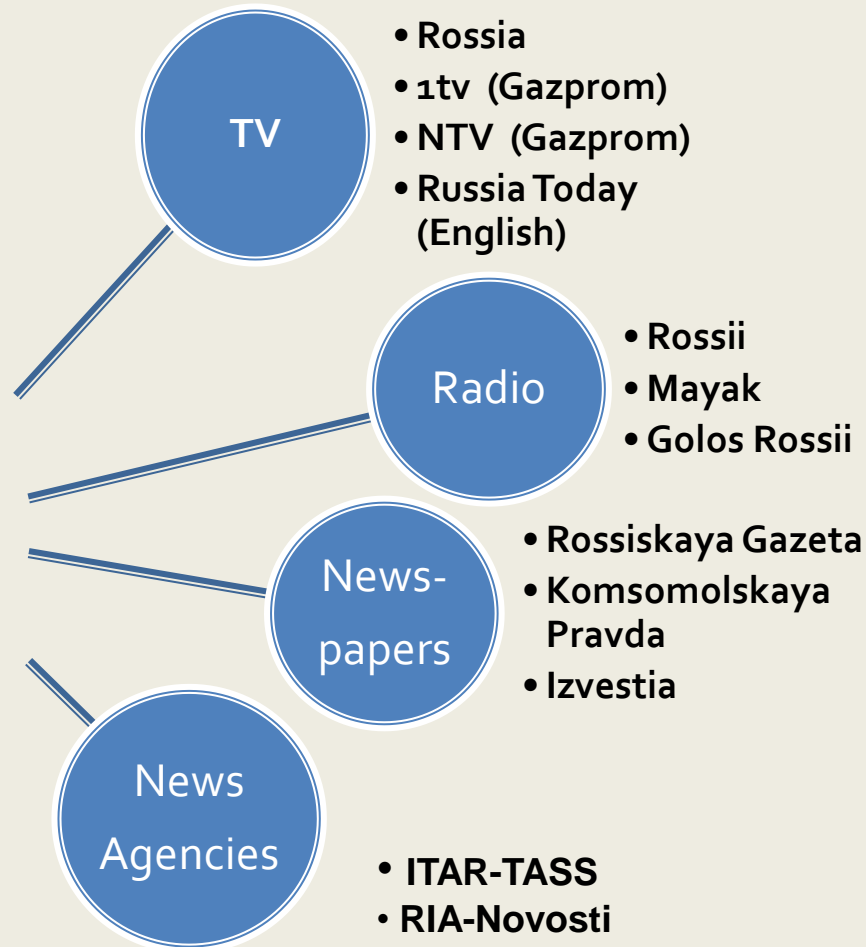 TV
• Rossia
• 1tv (Gazprom)
• NTV (Gazprom)
• Russia Today
(English)
Radio
• Rossii
• Mayak
• Golos Rossii
News-
papers
• Rossiskaya Gazeta
• Komsomolskaya
Pravda
• Izvestia
News
Agencies
• ITAR-TASS
• RIA-Novosti